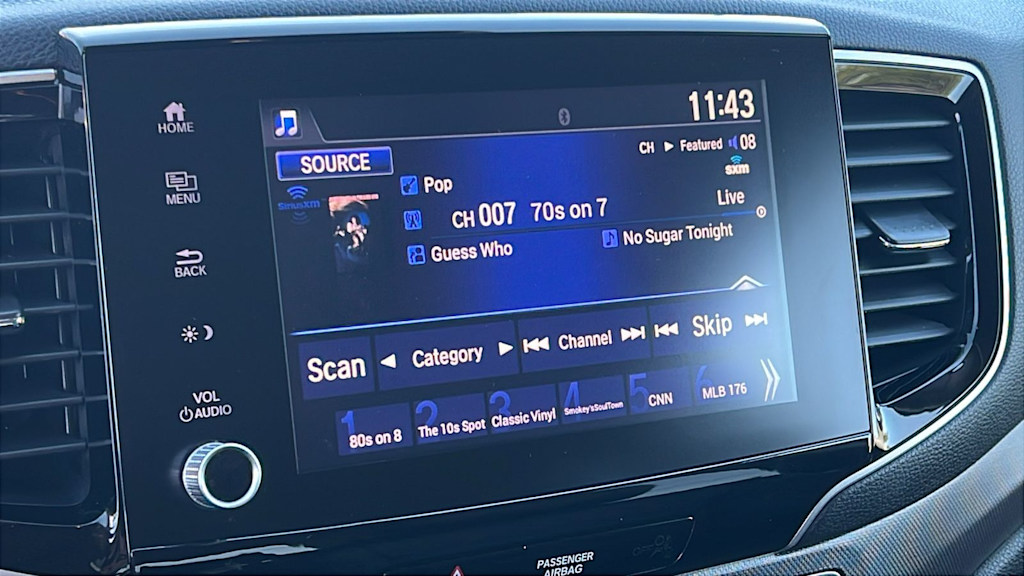 11:43
HOME
SOURCE
CH ▶ Featured 08
sxm
SiriusXM
Pop
Live
MENU
CH 007 70s on 7
Guess Who
No Sugar Tonight
BACK
Scan
Category
Channel
Skip
VOL
AUDIO
1 80s on 8
2 The 10s Spot
3 Classic Vinyl
4 Smokey'sSoulTown
5 CNN
6 MLB 176
PASSENGER
AIRBAG